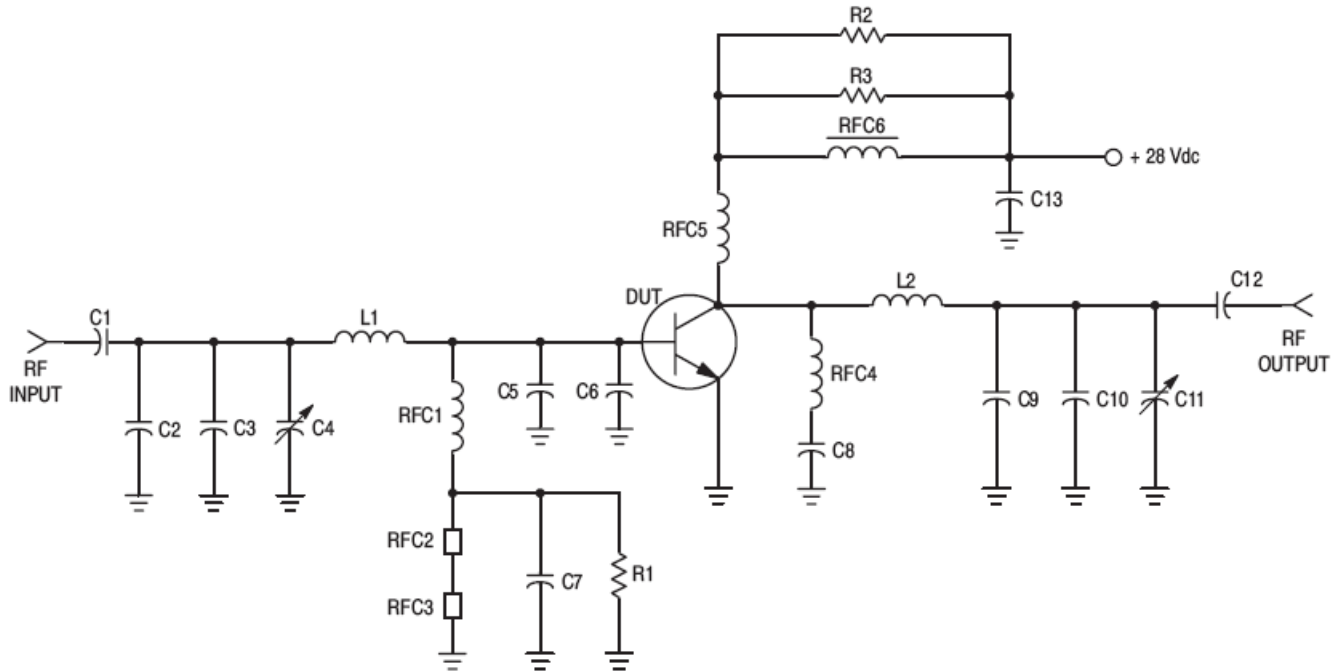 R2
R3
RFC6
+ 28 Vdc
C13
RFC5
DUT
L2
C12
C1
L1
RF
INPUT
RF
OUTPUT
C2
C3
C4
RFC1
C5
C6
RFC4
C8
C9
C10
C11
RFC2
RFC3
C7
R1